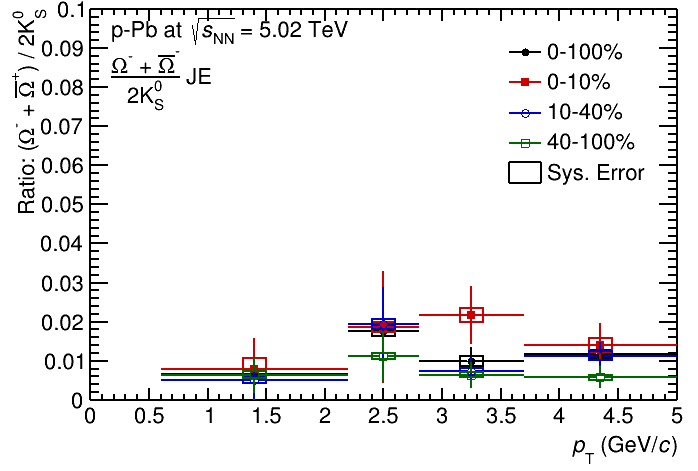 p-Pb at √s_NN = 5.02 TeV
Ω⁻ + Ω̅⁻
2K⁰_S
JE
0-100%
0-10%
10-40%
40-100%
Sys. Error
Ratio: (Ω⁻ + Ω̅⁺) / 2K⁰_S
0.1
0.09
0.08
0.07
0.06
0.05
0.04
0.03
0.02
0.01
0
0 0.5 1 1.5 2 2.5 3 3.5 4 4.5 5
p_T (GeV/c)